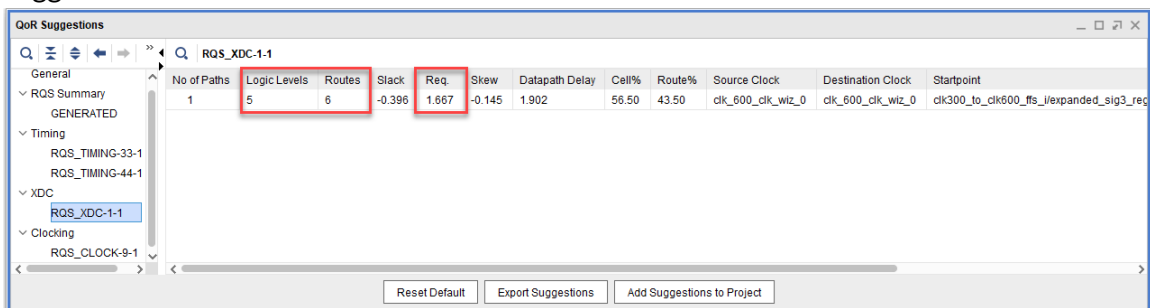 QoR Suggestions
RQS_XDC-1-1
General
RQS Summary
GENERATED
Timing
RQS_TIMING-33-1
RQS_TIMING-44-1
XDC
RQS_XDC-1-1
Clocking
RQS_CLOCK-9-1
No of Paths Logic Levels Routes Slack Req. Skew Datapath Delay Cell% Route% Source Clock Destination Clock Startpoint
1 5 6 -0.396 1.667 -0.145 1.902 56.50 43.50 clk_600_clk_wiz_0 clk_600_clk_wiz_0 clk300_to_clk600_ffs_i/expanded_sig3_reg
Reset Default Export Suggestions Add Suggestions to Project